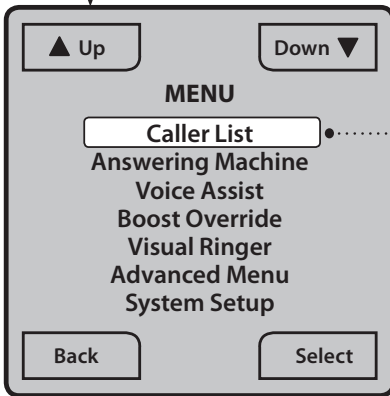 ▲ Up
Down ▼
MENU
Caller List
Answering Machine
Voice Assist
Boost Override
Visual Ringer
Advanced Menu
System Setup
Back
Select